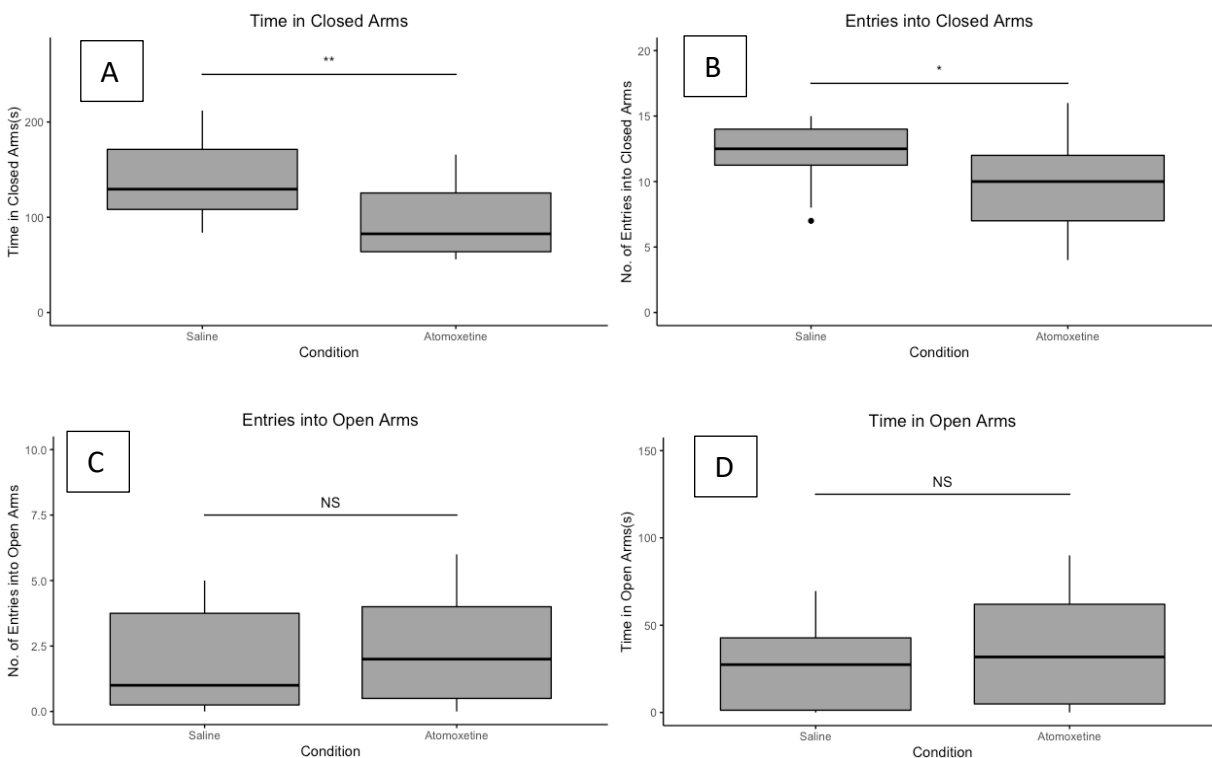 Time in Closed Arms
A
**
Time in Closed Arms(s)
200
100
0
Saline
Atomoxetine
Condition
Entries into Closed Arms
B
*
No. of Entries into Closed Arms
20
15
10
5
0
Saline
Atomoxetine
Condition
Entries into Open Arms
C
NS
No. of Entries into Open Arms
10.0
7.5
5.0
2.5
0.0
Saline
Atomoxetine
Condition
Time in Open Arms
D
NS
Time in Open Arms(s)
150
100
50
0
Saline
Atomoxetine
Condition